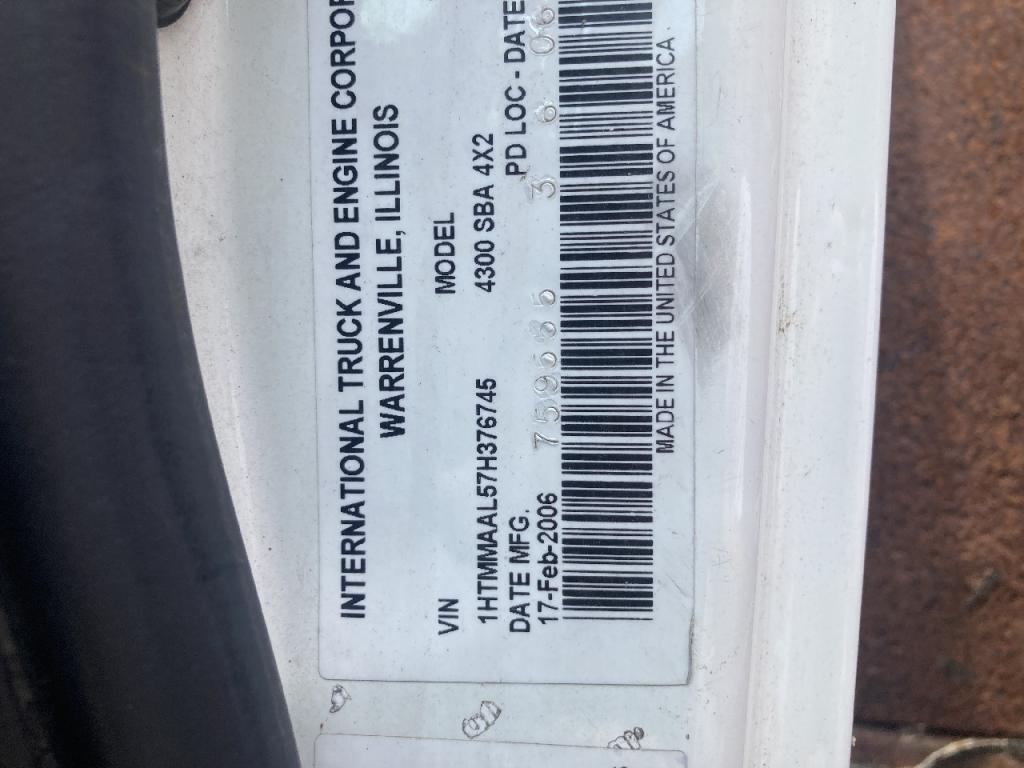 INTERNATIONAL TRUCK AND ENGINE CORPOR
WARRENVILLE, ILLINOIS
VIN MODEL
1HTMMAAL57H376745 4300 SBA 4X2
DATE MFG. PD LOC - DATE
17-Feb-2006 3 6 06
MADE IN THE UNITED STATES OF AMERICA